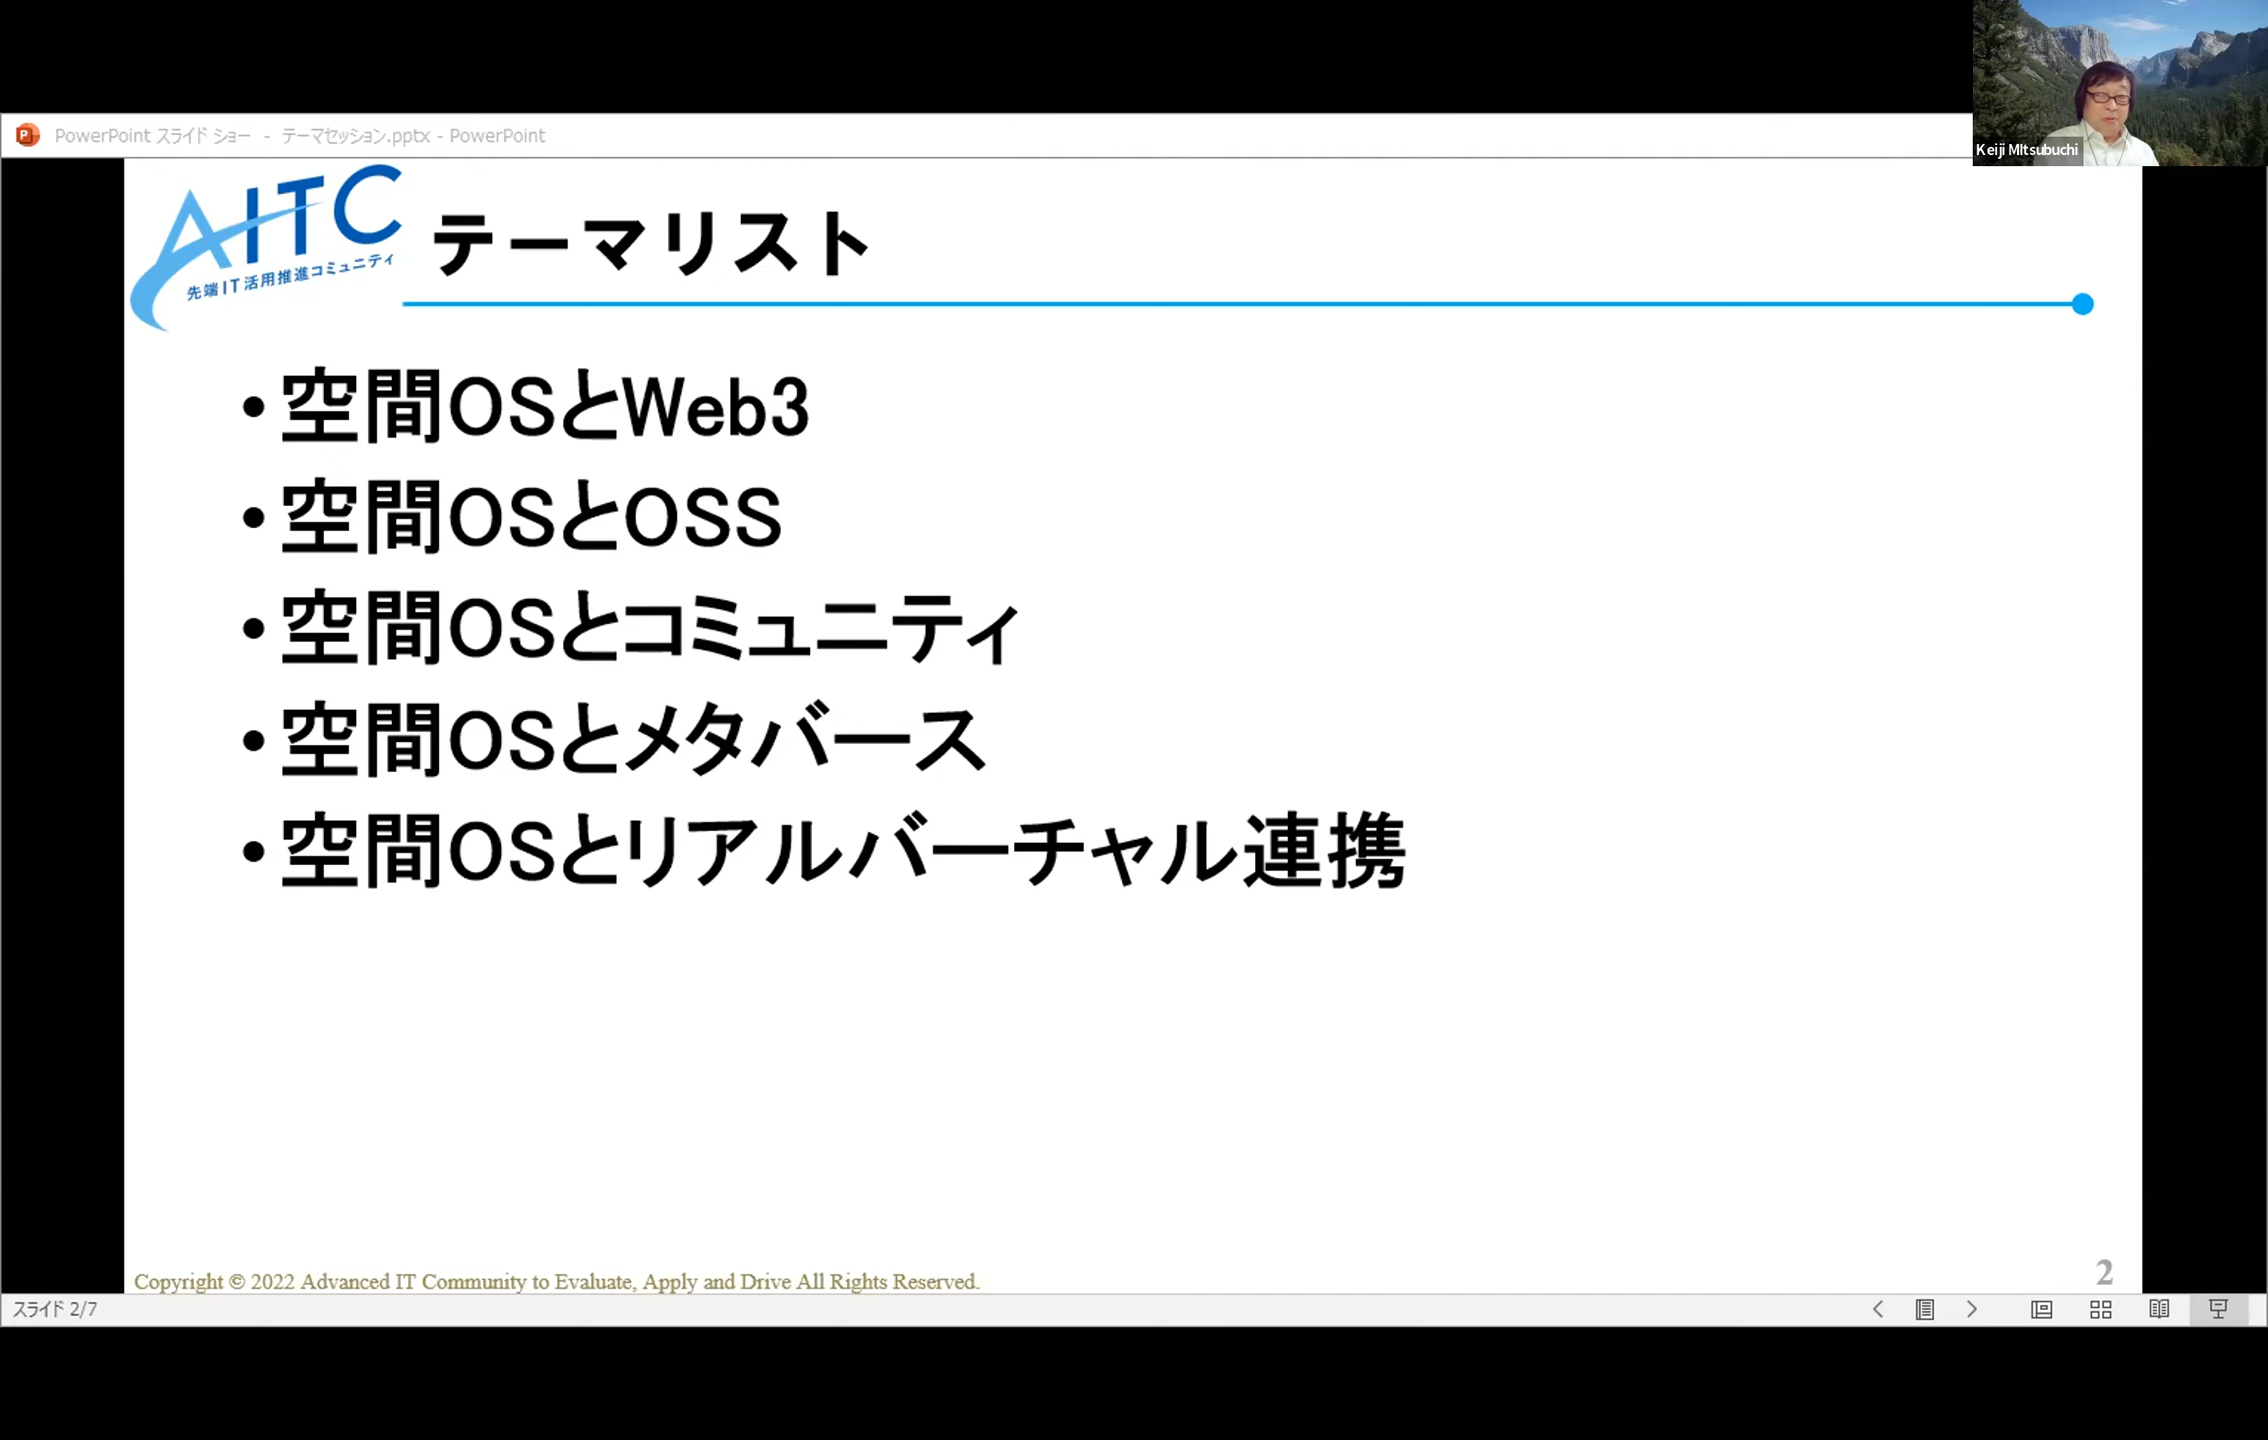 Keiji MItsubuchi
PowerPoint スライド ショー - テーマセッション.pptx - PowerPoint
AITC
先端IT活用推進コミュニティ
テーマリスト
• 空間OSとWeb3
• 空間OSとOSS
• 空間OSとコミュニティ
• 空間OSとメタバース
• 空間OSとリアルバーチャル連携
Copyright © 2022 Advanced IT Community to Evaluate, Apply and Drive All Rights Reserved.
2
スライド 2/7